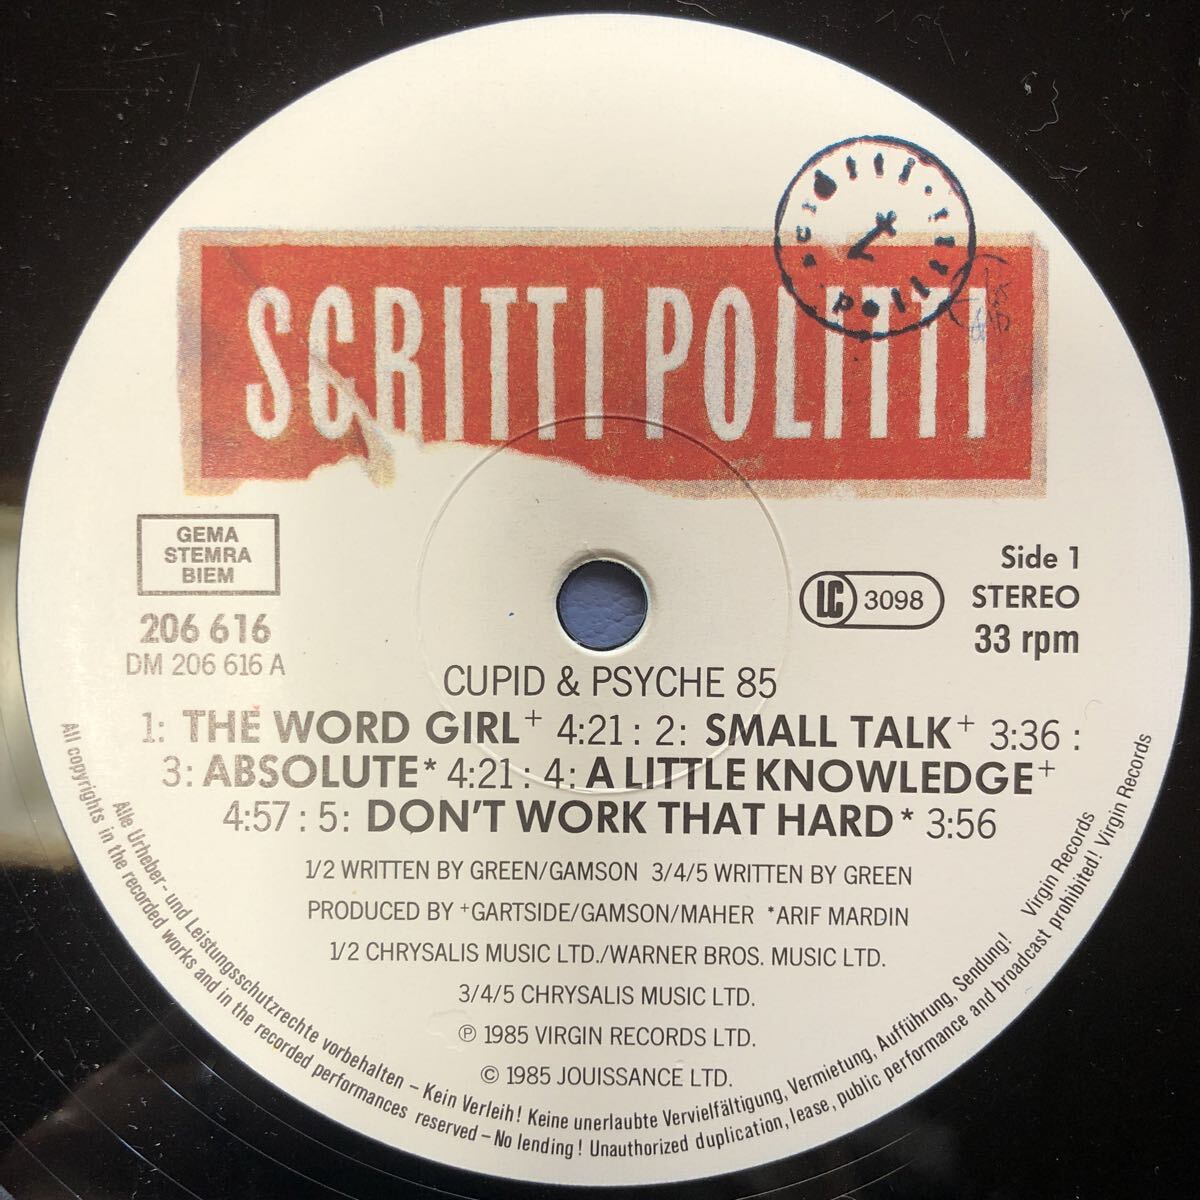 SCRITTI POLITTI
scritti · politti
GEMA
STEMRA
BIEM
206 616
DM 206 616 A
LC 3098
Side 1
STEREO
33 rpm
CUPID & PSYCHE 85
1: THE WORD GIRL+ 4:21 : 2: SMALL TALK+ 3:36 :
3: ABSOLUTE* 4:21 : 4: A LITTLE KNOWLEDGE+
4:57 : 5: DON'T WORK THAT HARD* 3:56
1/2 WRITTEN BY GREEN/GAMSON 3/4/5 WRITTEN BY GREEN
PRODUCED BY +GARTSIDE/GAMSON/MAHER *ARIF MARDIN
1/2 CHRYSALIS MUSIC LTD./WARNER BROS. MUSIC LTD.
3/4/5 CHRYSALIS MUSIC LTD.
℗ 1985 VIRGIN RECORDS LTD.
© 1985 JOUISSANCE LTD.
Alle Urheber- und Leistungsschutzrechte vorbehalten – Kein Verleih! Keine unerlaubte Vervielfältigung, Vermietung, Aufführung, Sendung! Virgin Records
All copyrights in the recorded works and in the recorded performances reserved – No lending! Unauthorized duplication, lease, public performance and broadcast prohibited! Virgin Records